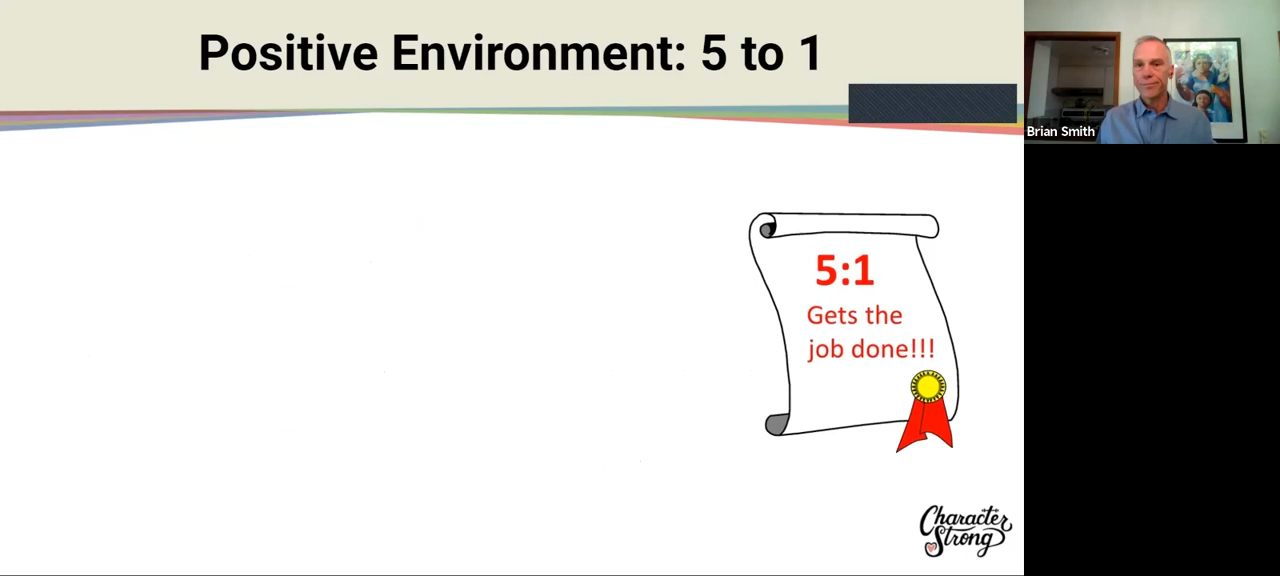 Positive Environment: 5 to 1
Brian Smith
5:1
Gets the
job done!!!
Character
Strong